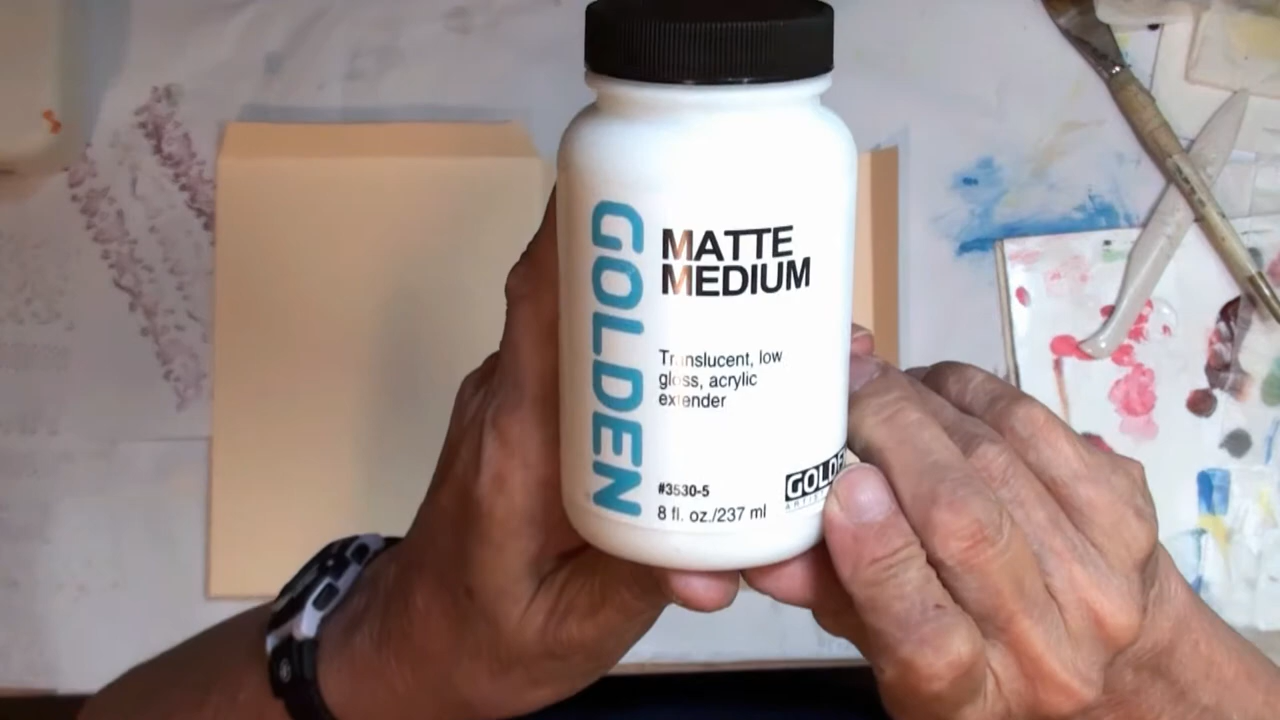 GOLDEN
MATTE
MEDIUM
Translucent, low
gloss, acrylic
extender
#3530-5
8 fl. oz./237 ml